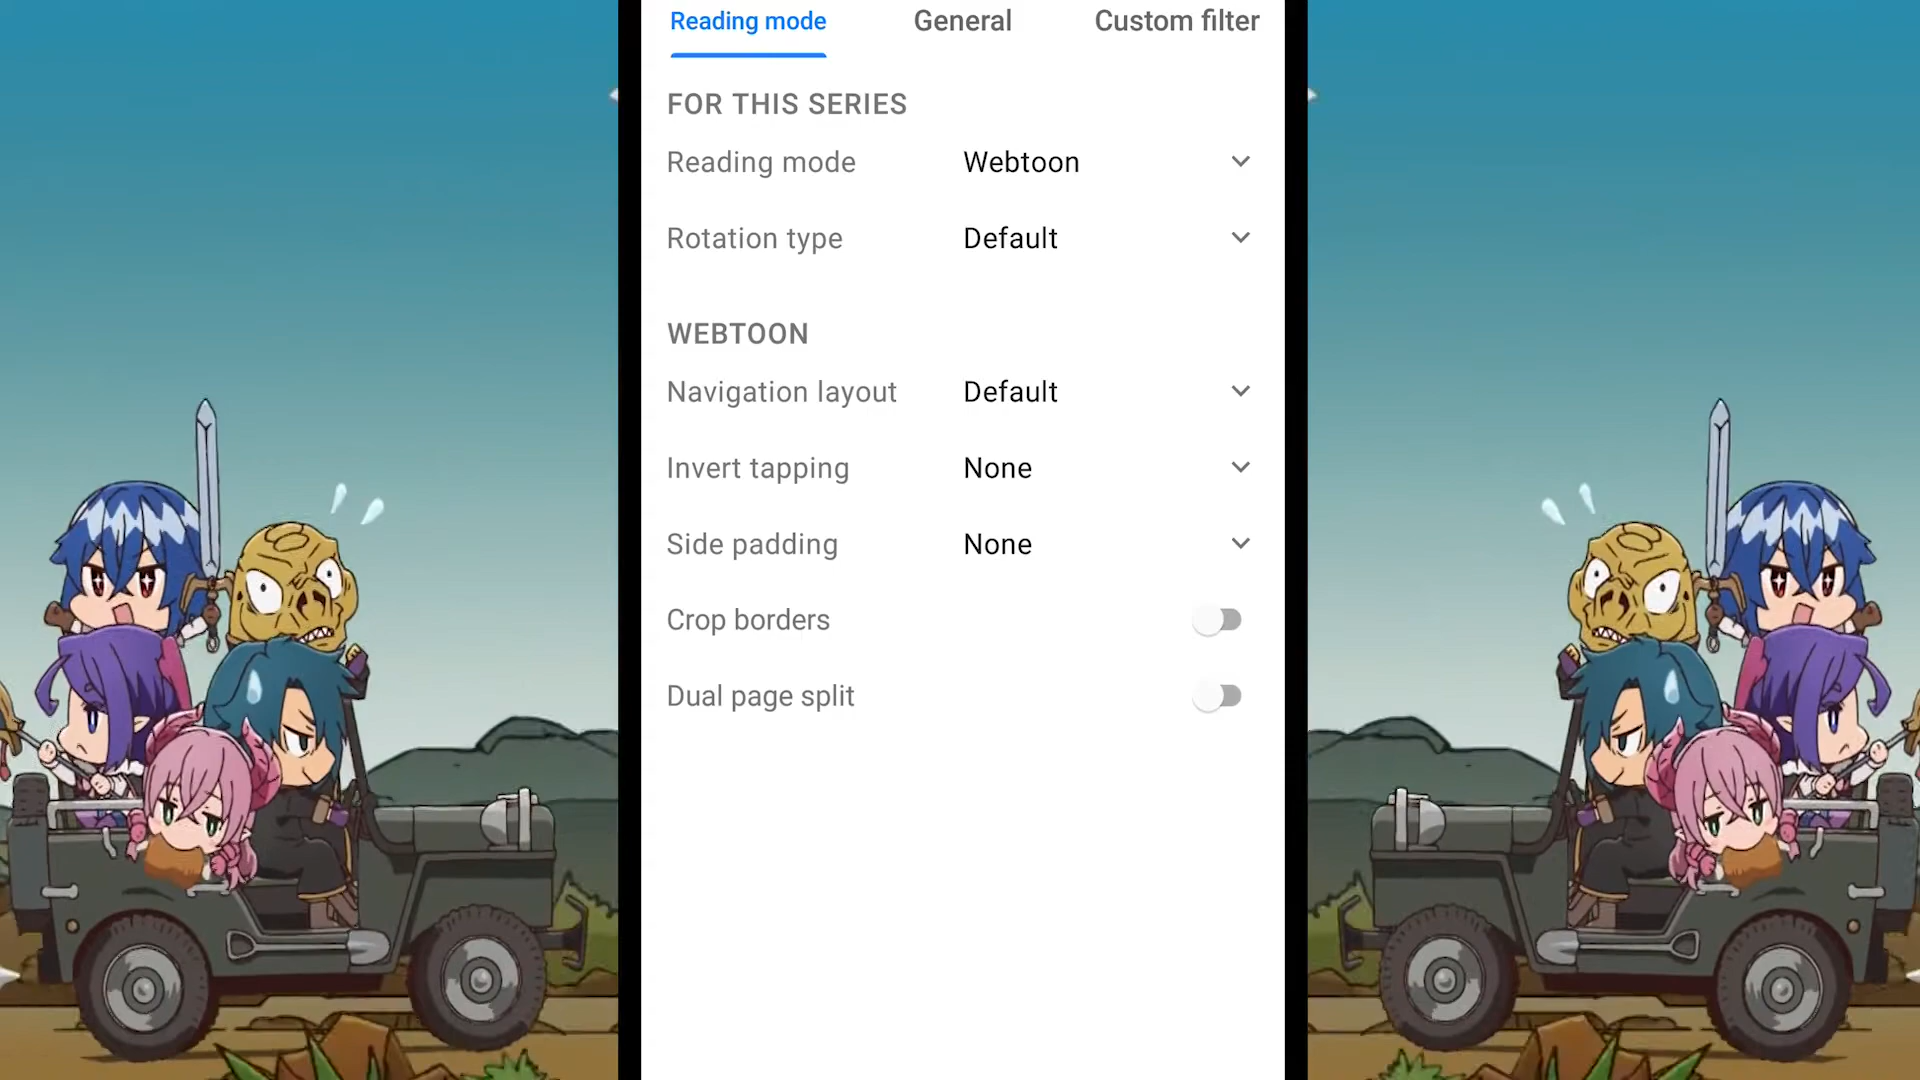 Reading mode General Custom filter
FOR THIS SERIES
Reading mode Webtoon
Rotation type Default
WEBTOON
Navigation layout Default
Invert tapping None
Side padding None
Crop borders
Dual page split